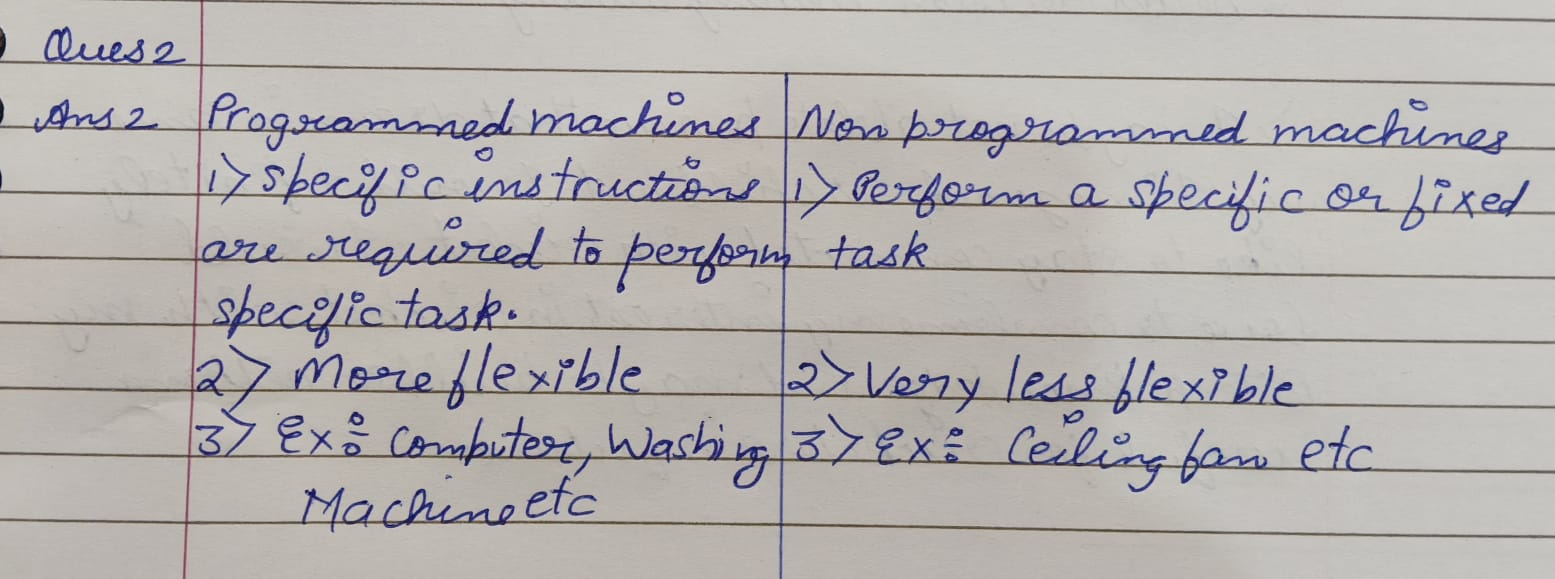 Ques 2
Ans 2 Programmed machines Non programmed machines
1) Specific instructions 1) Perform a specific or fixed
are required to perform task
specific task.
2) More flexible 2) Very less flexible
3) Ex: Computer, Washing 3) Ex: Ceiling fan etc
Machine etc